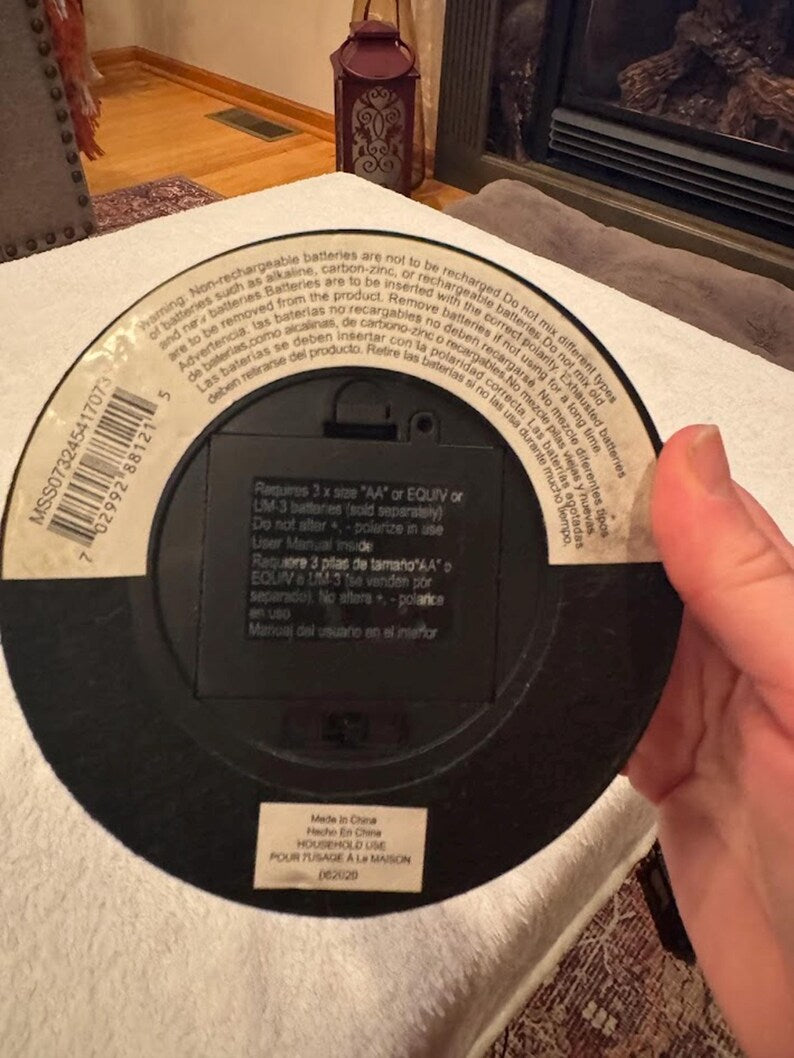 Warning: Non-rechargeable batteries are not to be recharged.Do not mix different types
of batteries such as alkaline, carbon-zinc, or rechargeable batteries.Do not mix old
and new batteries.Batteries are to be inserted with the correct polarity. Exhausted batteries
are to be removed from the product. Remove batteries if not using for a long time.
Advertencia. las baterías no recargables no deben recargarse. No mezcle diferentes tipos
de baterías,como alcalinas, de carbono-zinc o recargables.No mezcle pilas viejas y nuevas.
Las baterías se deben insertar con la polaridad correcta. Las baterías agotadas
deben retirarse del producto. Retire las baterías si no las usa durante mucho tiempo.
MSS073245417073
7 02992 88121 5
Requires 3 x size "AA" or EQUIV or
UM-3 batteries (sold separately)
Do not alter +, - polarize in use
User Manual inside
Requiere 3 pilas de tamaño"AA" o
EQUIV o UM-3 (se venden por
separado). No altere +, - polarice
en uso
Manual del usuario en el interior
Made In China
Hecho En China
HOUSEHOLD USE
POUR l'USAGE À La MAISON
062020